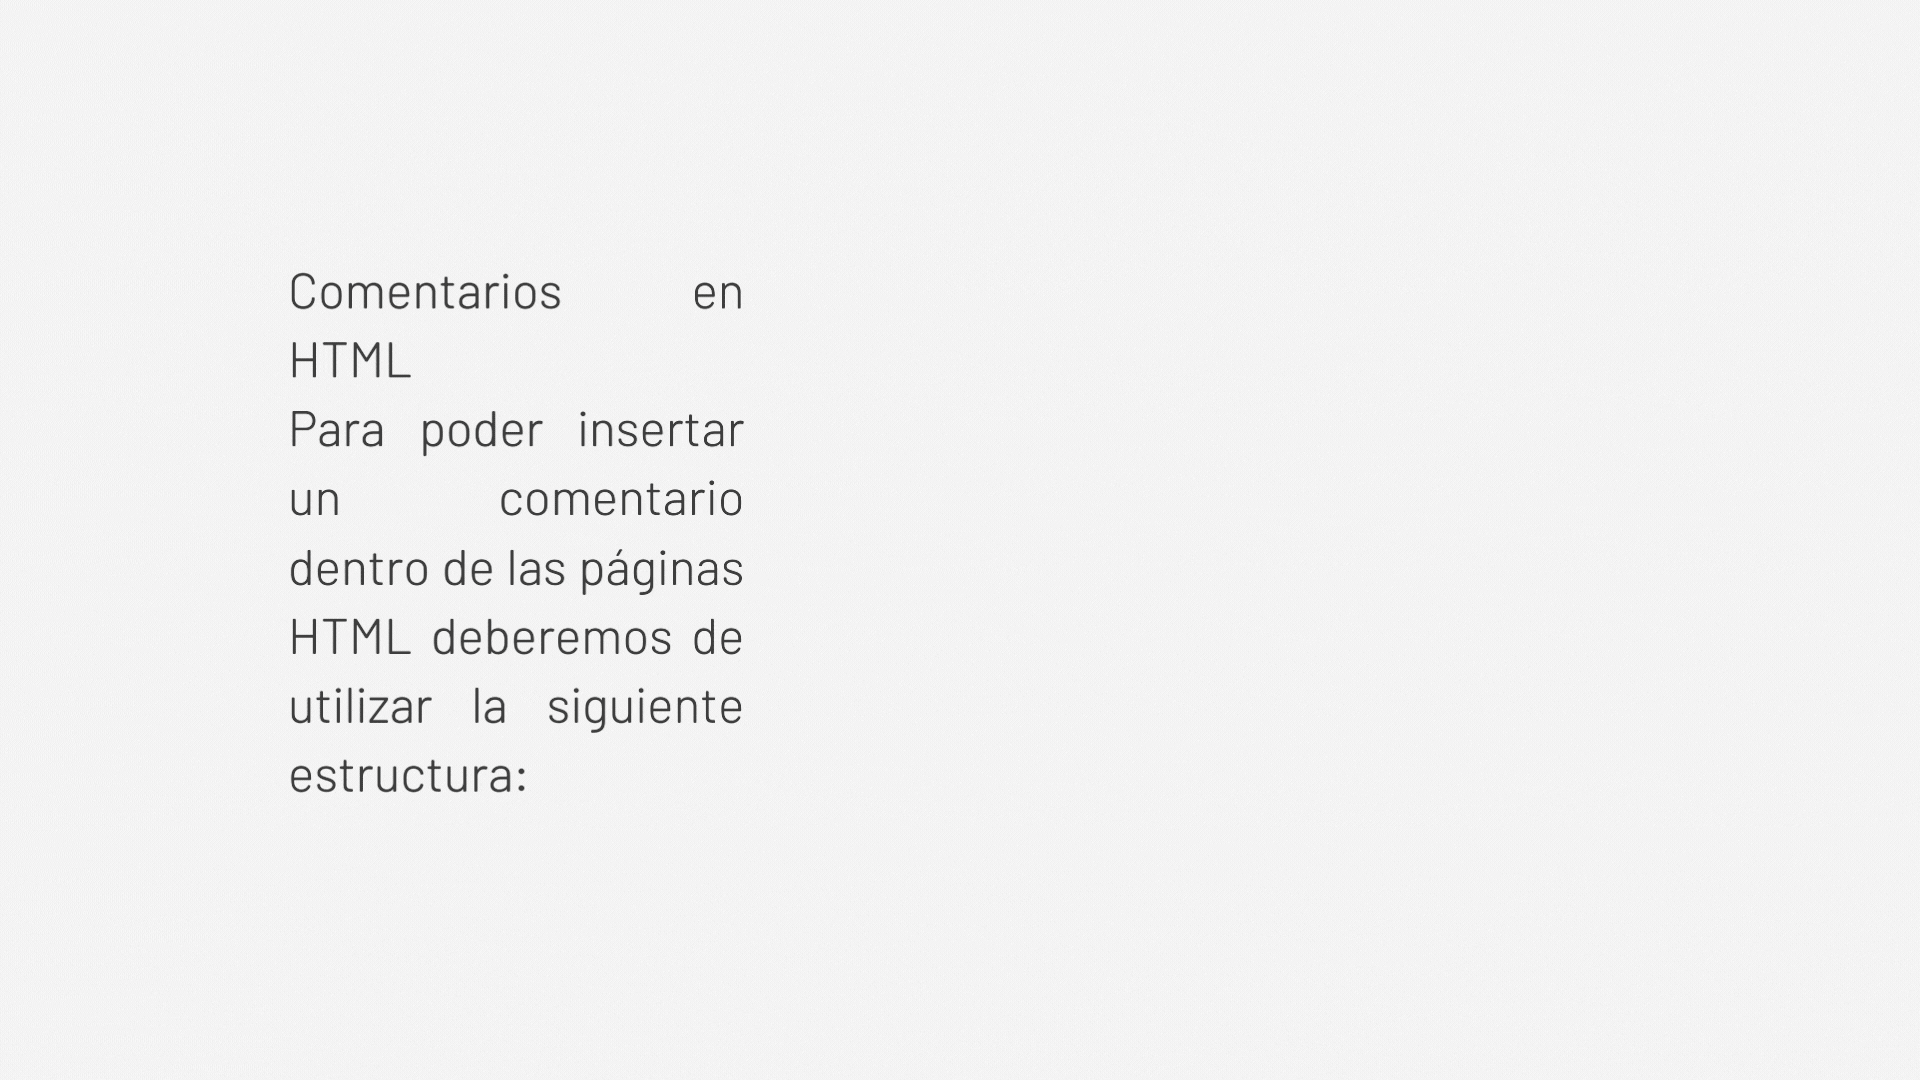 Comentarios en
HTML
Para poder insertar
un comentario
dentro de las páginas
HTML deberemos de
utilizar la siguiente
estructura: